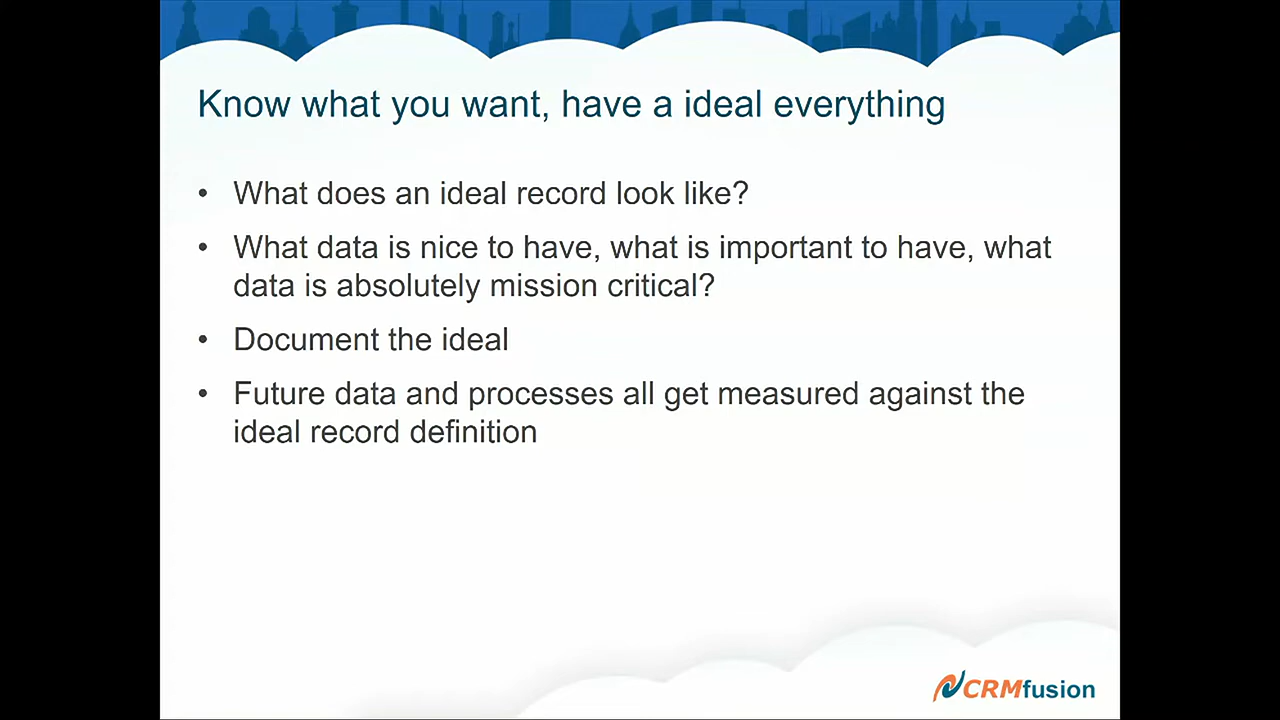 Know what you want, have a ideal everything
• What does an ideal record look like?
• What data is nice to have, what is important to have, what
data is absolutely mission critical?
• Document the ideal
• Future data and processes all get measured against the
ideal record definition
CRMfusion